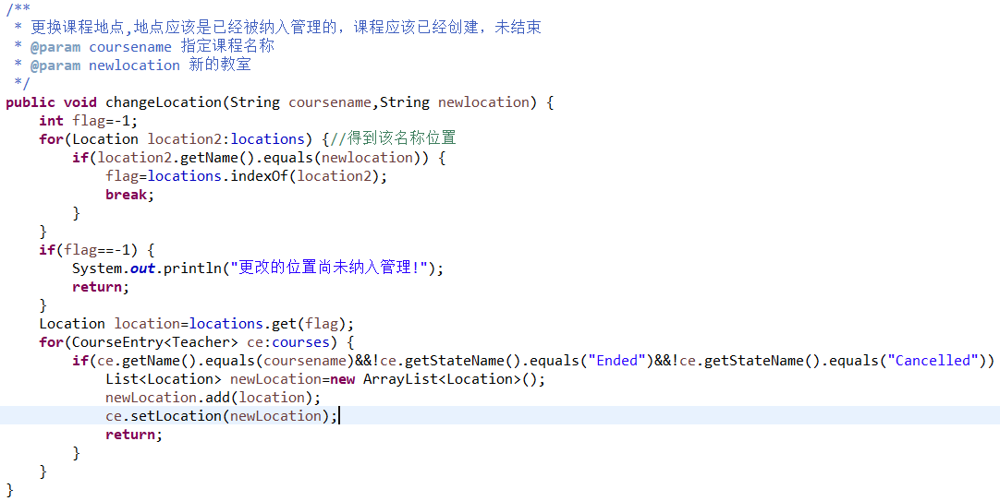 /**
 * 更换课程地点,地点应该是已经被纳入管理的，课程应该已经创建，未结束
 * @param coursename 指定课程名称
 * @param newlocation 新的教室
 */
public void changeLocation(String coursename,String newlocation) {
    int flag=-1;
    for(Location location2:locations) {//得到该名称位置
        if(location2.getName().equals(newlocation)) {
            flag=locations.indexOf(location2);
            break;
        }
    }
    if(flag==-1) {
        System.out.println("更改的位置尚未纳入管理!");
        return;
    }
    Location location=locations.get(flag);
    for(CourseEntry<Teacher> ce:courses) {
        if(ce.getName().equals(coursename)&&!ce.getStateName().equals("Ended")&&!ce.getStateName().equals("Cancelled"))
            List<Location> newLocation=new ArrayList<Location>();
            newLocation.add(location);
            ce.setLocation(newLocation);
            return;
        }
    }
}